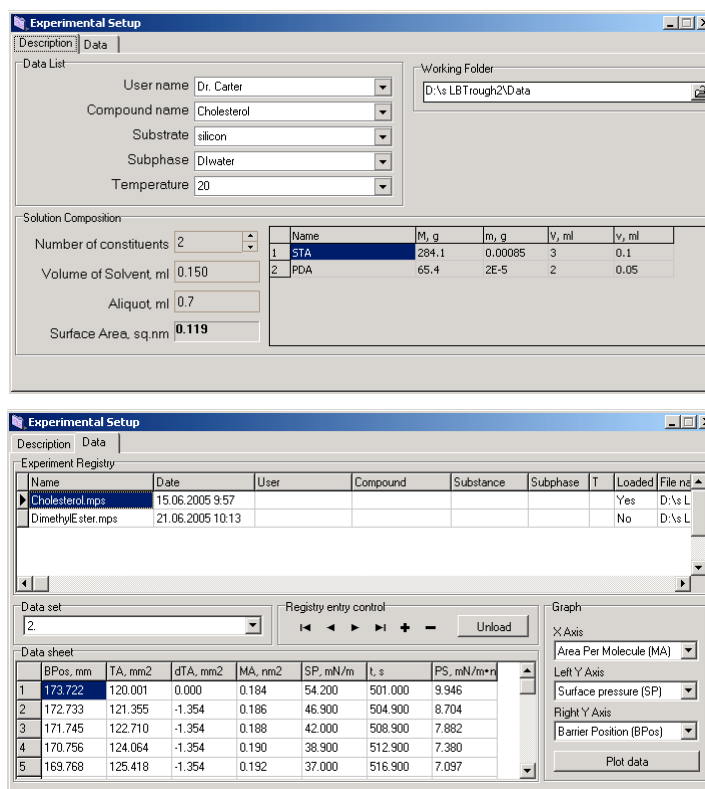 Experimental Setup
Description Data
Data List
User name Dr. Carter
Compound name Cholesterol
Substrate silicon
Subphase DIwater
Temperature 20
Working Folder
D:\s LBTrough2\Data
Solution Composition
Number of constituents 2
Volume of Solvent, ml 0.150
Aliquot, ml 0.7
Surface Area, sq.nm 0.119
Name M, g m, g V, ml v, ml
1 STA 284.1 0.00085 3 0.1
2 PDA 65.4 2E-5 2 0.05
Experimental Setup
Description Data
Experiment Registry
Name Date User Compound Substance Subphase T Loaded File na
Cholesterol.mps 15.06.2005 9:57 Yes D:\s L
DimethylEster.mps 21.06.2005 10:13 No D:\s L
Data set
2.
Registry entry control
Unload
Data sheet
BPos, mm TA, mm2 dTA, mm2 MA, nm2 SP, mN/m t, s PS, mN/m•n
1 173.722 120.001 0.000 0.184 54.200 501.000 9.946
2 172.733 121.355 -1.354 0.186 46.900 504.900 8.704
3 171.745 122.710 -1.354 0.188 42.000 508.900 7.882
4 170.756 124.064 -1.354 0.190 38.900 512.900 7.380
5 169.768 125.418 -1.354 0.192 37.000 516.900 7.097
Graph
X Axis
Area Per Molecule (MA)
Left Y Axis
Surface pressure (SP)
Right Y Axis
Barrier Position (BPos)
Plot data